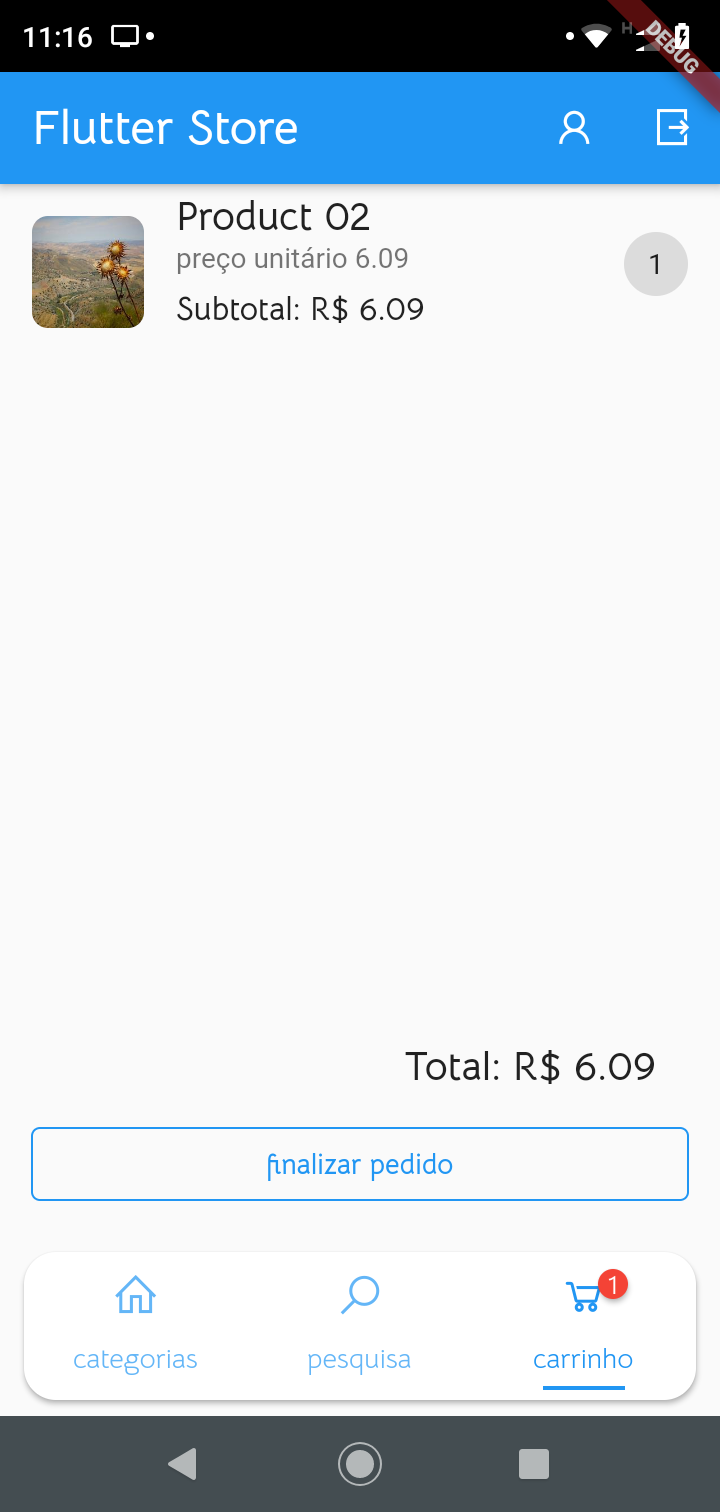 11:16
H
DEBUG
Flutter Store
Product 02
preço unitário 6.09
1
Subtotal: R$ 6.09
Total: R$ 6.09
finalizar pedido
1
categorias
pesquisa
carrinho